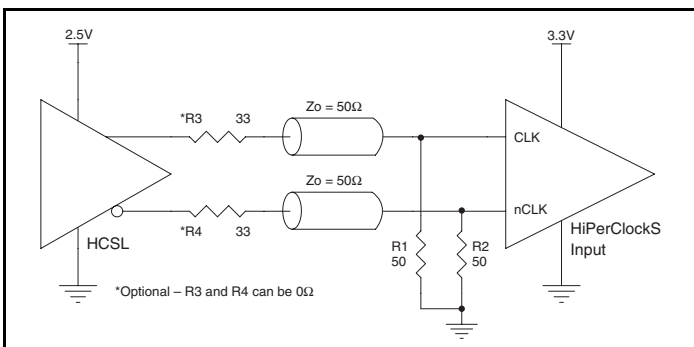 2.5V
3.3V
*R3 33
Zo = 50Ω
CLK
Zo = 50Ω
nCLK
*R4 33
HCSL
R1
50
R2
50
HiPerClockS
Input
*Optional – R3 and R4 can be 0Ω